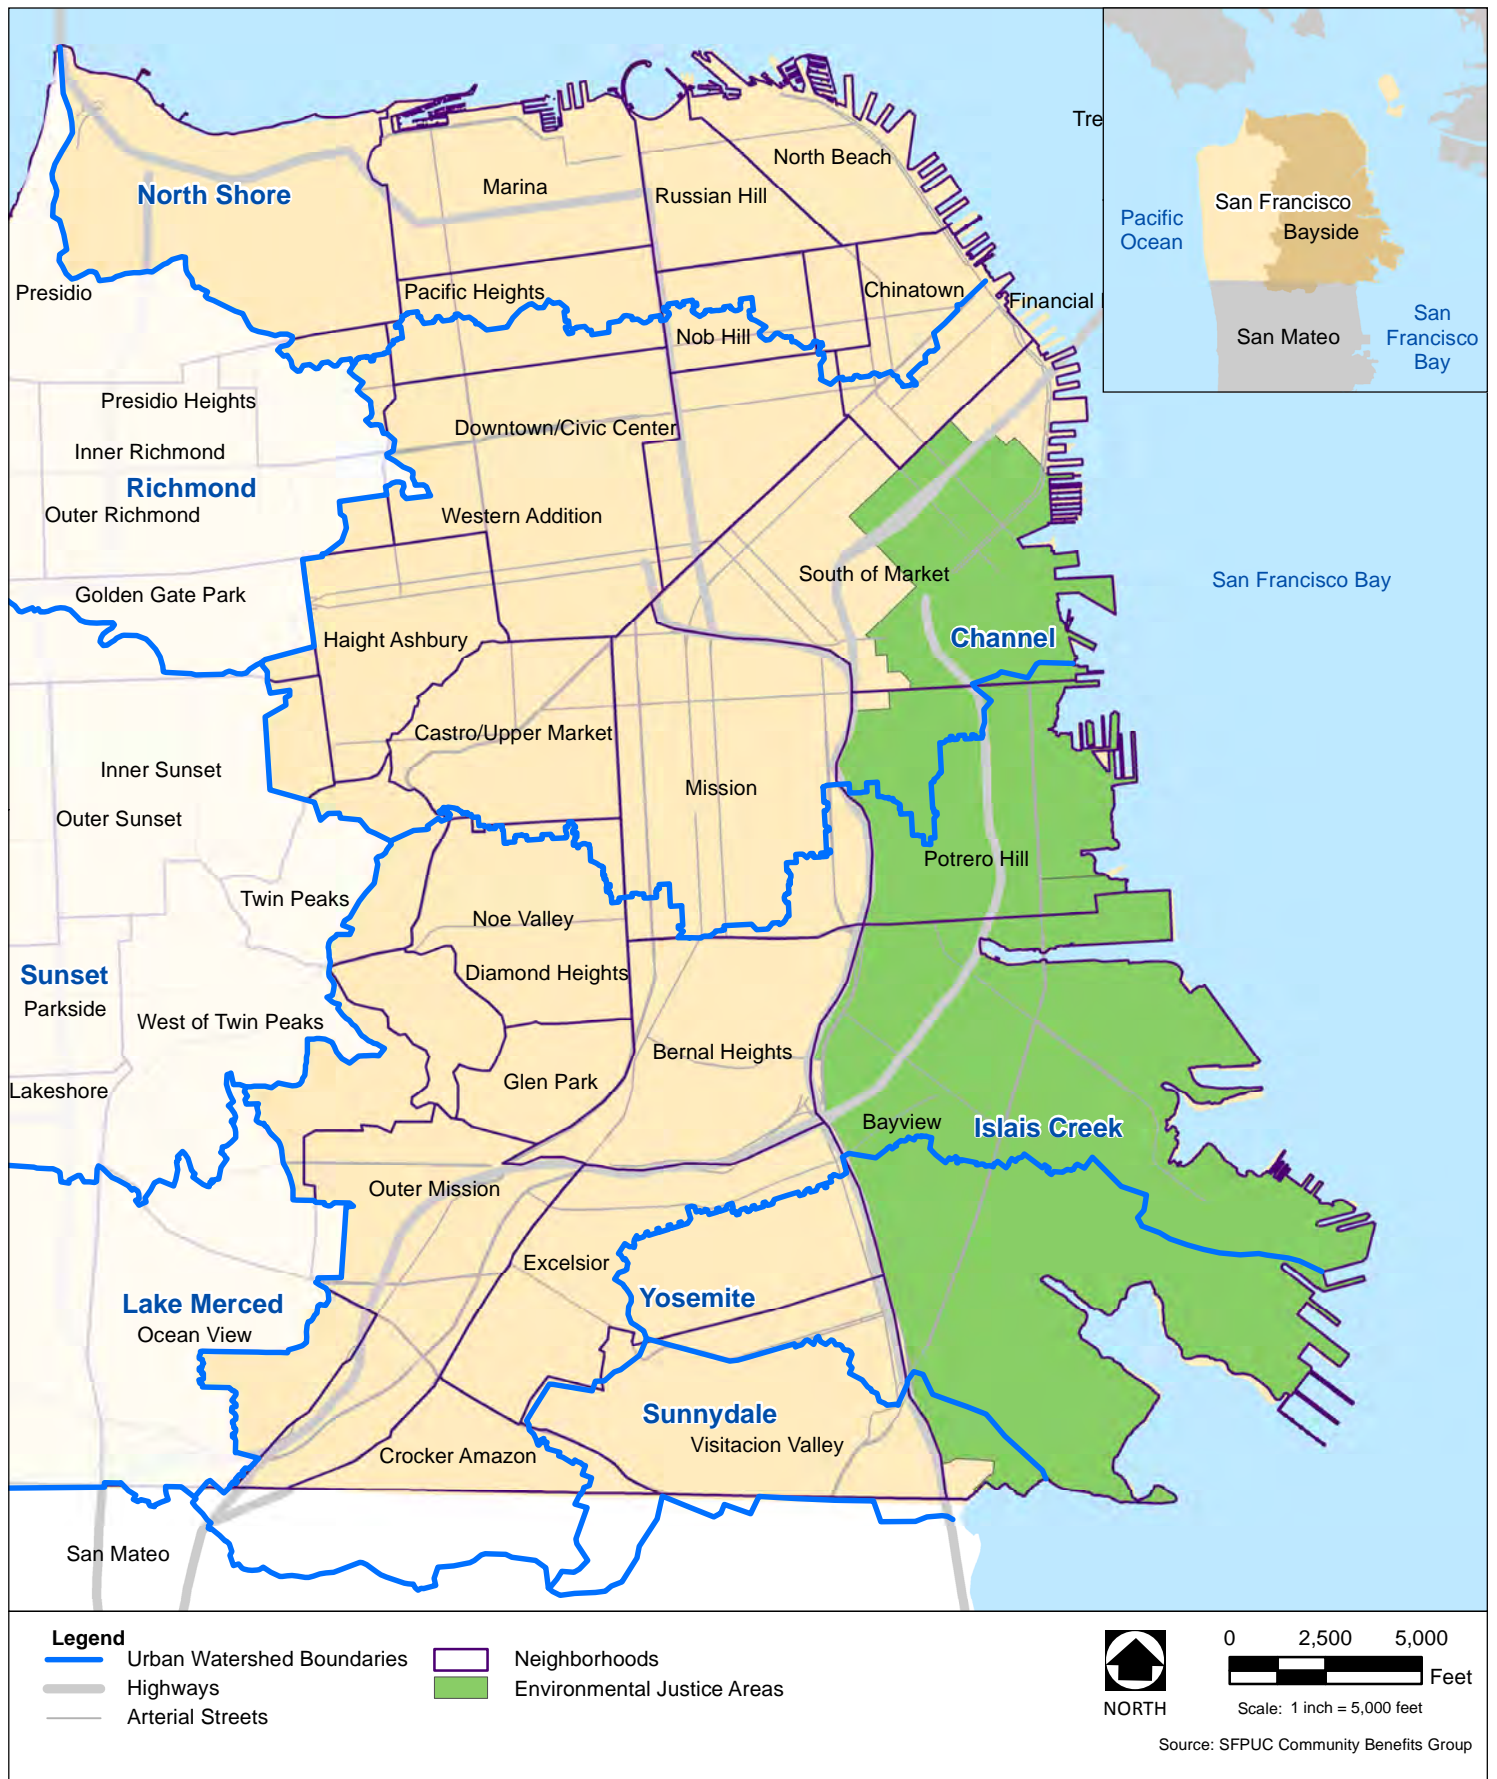 Tre
North Beach
Marina
Russian Hill
North Shore
San Francisco
Pacific
Ocean
Bayside
Presidio
Pacific Heights
Chinatown
Financial
San
Francisco
Bay
Nob Hill
San Mateo
Presidio Heights
Downtown/Civic Center
Inner Richmond
Richmond
Outer Richmond
Western Addition
South of Market
San Francisco Bay
Golden Gate Park
Haight Ashbury
Channel
Castro/Upper Market
Inner Sunset
Mission
Outer Sunset
Potrero Hill
Twin Peaks
Noe Valley
Sunset
Diamond Heights
Parkside
West of Twin Peaks
Bernal Heights
Glen Park
Lakeshore
Bayview
Islais Creek
Outer Mission
Excelsior
Yosemite
Lake Merced
Ocean View
Sunnydale
Visitacion Valley
Crocker Amazon
San Mateo
Legend
Urban Watershed Boundaries
Highways
Arterial Streets
Neighborhoods
Environmental Justice Areas
NORTH
0 2,500 5,000
Feet
Scale: 1 inch = 5,000 feet
Source: SFPUC Community Benefits Group